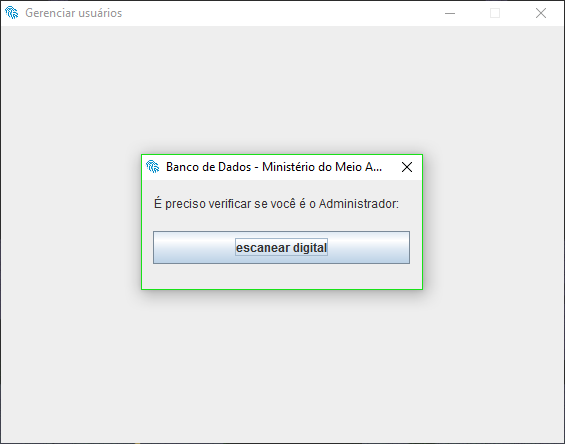 Gerenciar usuários
Banco de Dados - Ministério do Meio A...
É preciso verificar se você é o Administrador:
escanear digital